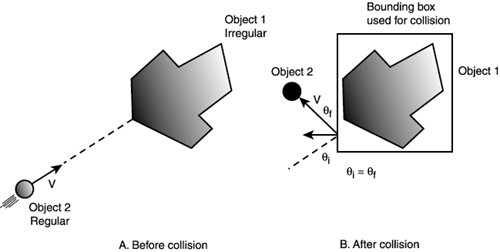 Object 1
Irregular
V
Object 2
Regular
A. Before collision
Bounding box
used for collision
Object 2
Object 1
V
θf
θi
θi = θf
B. After collision